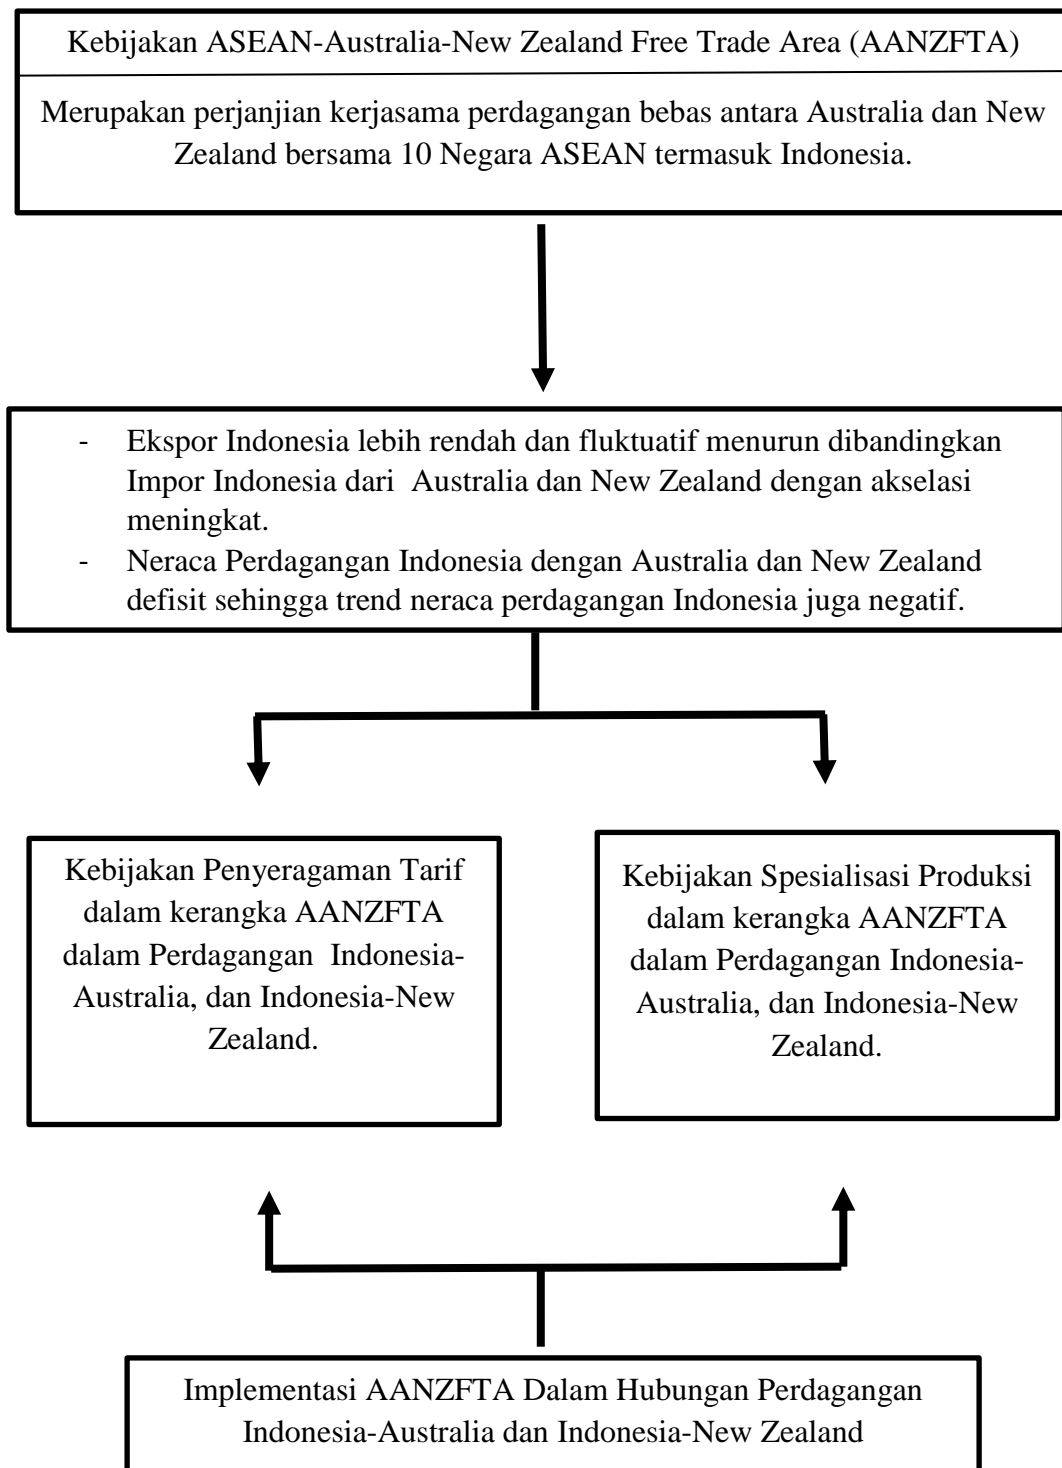 Kebijakan ASEAN-Australia-New Zealand Free Trade Area (AANZFTA)
Merupakan perjanjian kerjasama perdagangan bebas antara Australia dan New
Zealand bersama 10 Negara ASEAN termasuk Indonesia.
- Ekspor Indonesia lebih rendah dan fluktuatif menurun dibandingkan
Impor Indonesia dari Australia dan New Zealand dengan akselasi
meningkat.
- Neraca Perdagangan Indonesia dengan Australia dan New Zealand
defisit sehingga trend neraca perdagangan Indonesia juga negatif.
Kebijakan Penyeragaman Tarif
dalam kerangka AANZFTA
dalam Perdagangan Indonesia-
Australia, dan Indonesia-New
Zealand.
Kebijakan Spesialisasi Produksi
dalam kerangka AANZFTA
dalam Perdagangan Indonesia-
Australia, dan Indonesia-New
Zealand.
Implementasi AANZFTA Dalam Hubungan Perdagangan
Indonesia-Australia dan Indonesia-New Zealand